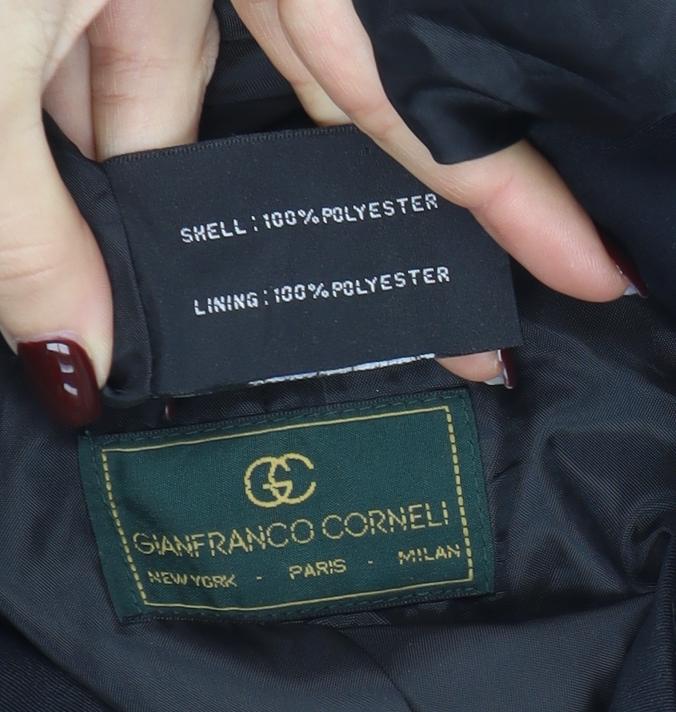 SHELL:100%POLYESTER
LINING:100%POLYESTER
GC
GIANFRANCO CORNELI
NEW YORK - PARIS - MILAN